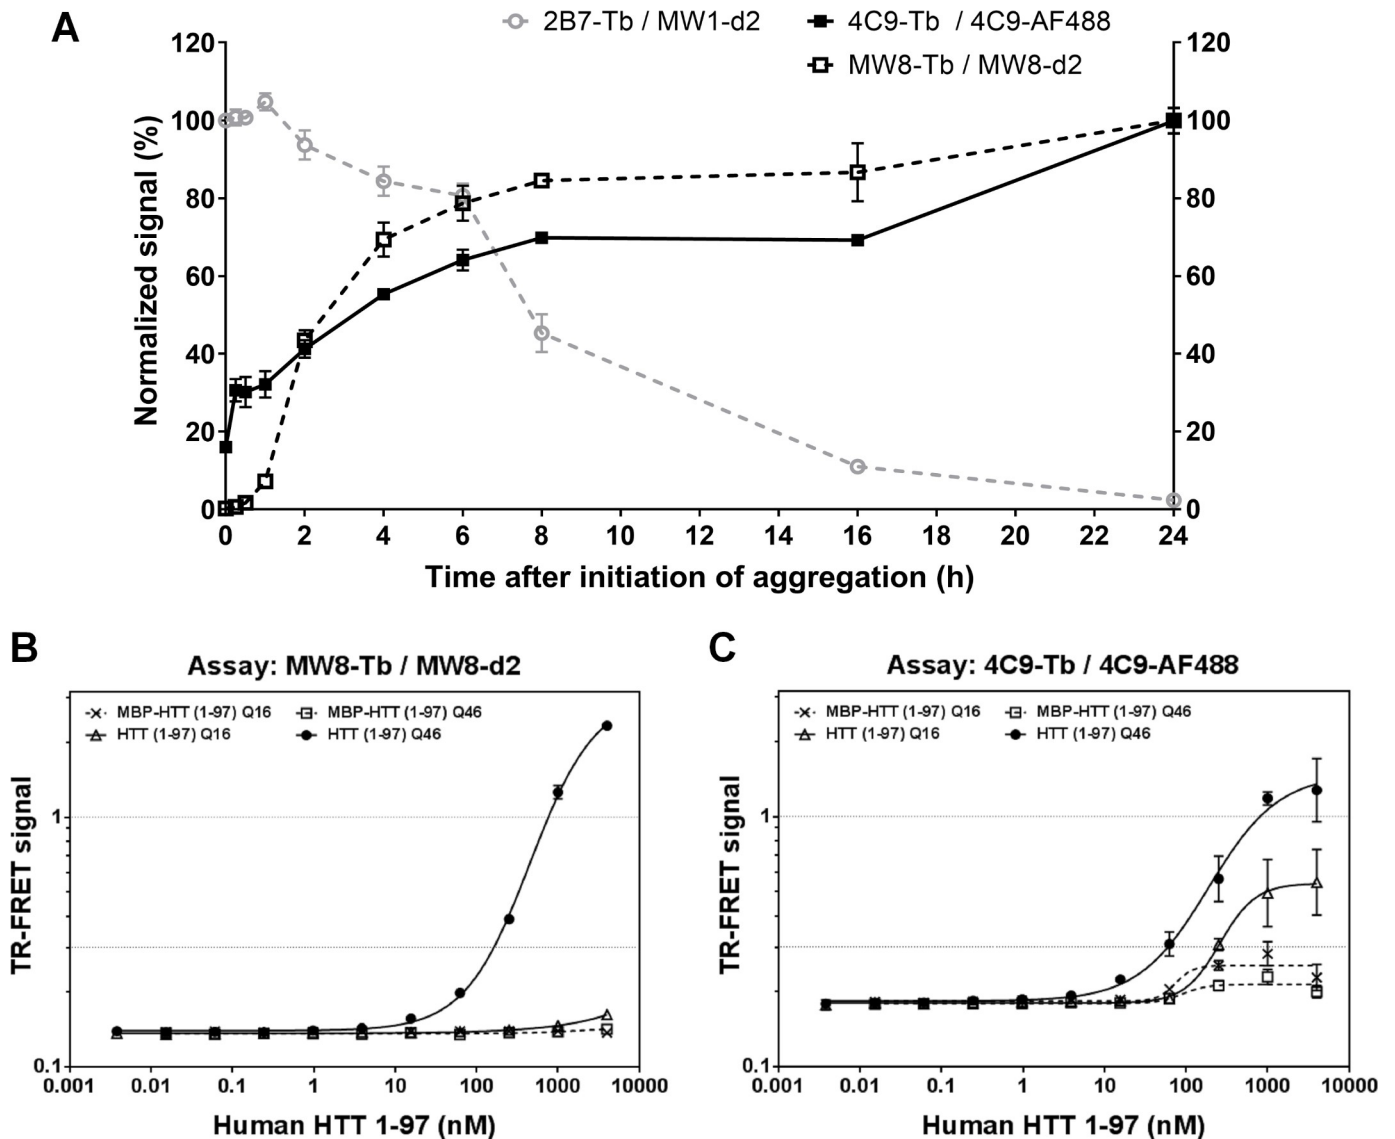 A
2B7-Tb / MW1-d2
4C9-Tb / 4C9-AF488
MW8-Tb / MW8-d2
Normalized signal (%)
120
100
80
60
40
20
0
120
100
80
60
40
20
0
0 2 4 6 8 10 12 14 16 18 20 22 24
Time after initiation of aggregation (h)
B
Assay: MW8-Tb / MW8-d2
MBP-HTT (1-97) Q16
MBP-HTT (1-97) Q46
HTT (1-97) Q16
HTT (1-97) Q46
TR-FRET signal
1
0.1
0.001 0.01 0.1 1 10 100 1000 10000
Human HTT 1-97 (nM)
C
Assay: 4C9-Tb / 4C9-AF488
MBP-HTT (1-97) Q16
MBP-HTT (1-97) Q46
HTT (1-97) Q16
HTT (1-97) Q46
TR-FRET signal
1
0.1
0.001 0.01 0.1 1 10 100 1000 10000
Human HTT 1-97 (nM)